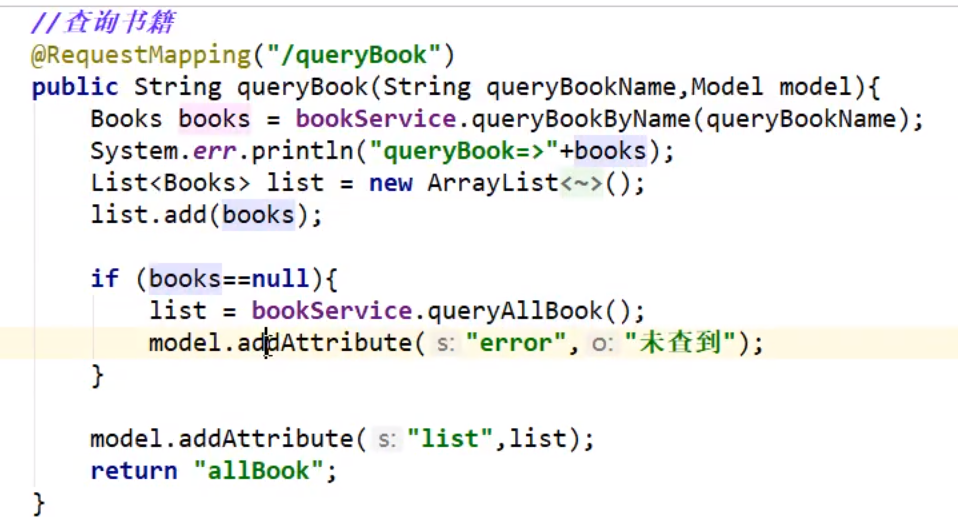 //查询书籍
@RequestMapping("/queryBook")
public String queryBook(String queryBookName,Model model){
    Books books = bookService.queryBookByName(queryBookName);
    System.err.println("queryBook=>"+books);
    List<Books> list = new ArrayList<~>();
    list.add(books);
    if (books==null){
        list = bookService.queryAllBook();
        model.addAttribute( s: "error", o: "未查到");
    }
    model.addAttribute( s: "list",list);
    return "allBook";
}